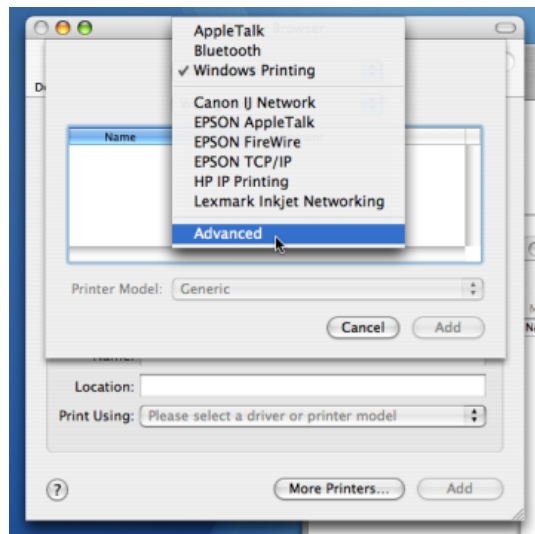 AppleTalk
Bluetooth
✓ Windows Printing
Canon IJ Network
EPSON AppleTalk
EPSON FireWire
EPSON TCP/IP
HP IP Printing
Lexmark Inkjet Networking
Advanced
Name
Printer Model: Generic
Cancel Add
Name:
Location:
Print Using: Please select a driver or printer model
? More Printers... Add